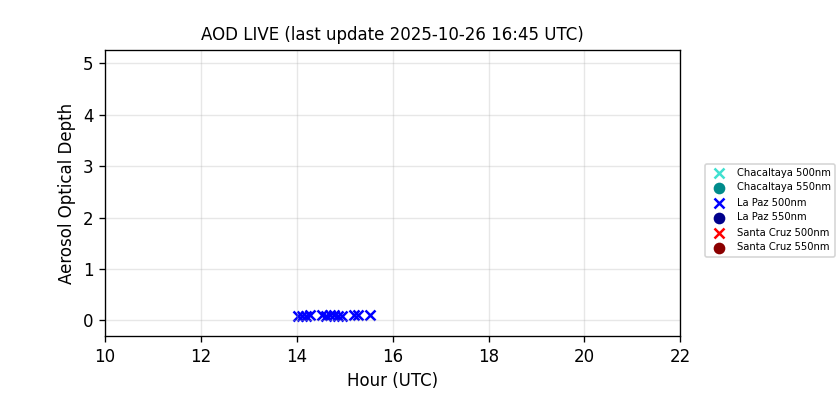 AOD LIVE (last update 2025-10-26 16:45 UTC)
5
4
3
2
1
0
Aerosol Optical Depth
10 12 14 16 18 20 22
Hour (UTC)
Chacaltaya 500nm
Chacaltaya 550nm
La Paz 500nm
La Paz 550nm
Santa Cruz 500nm
Santa Cruz 550nm